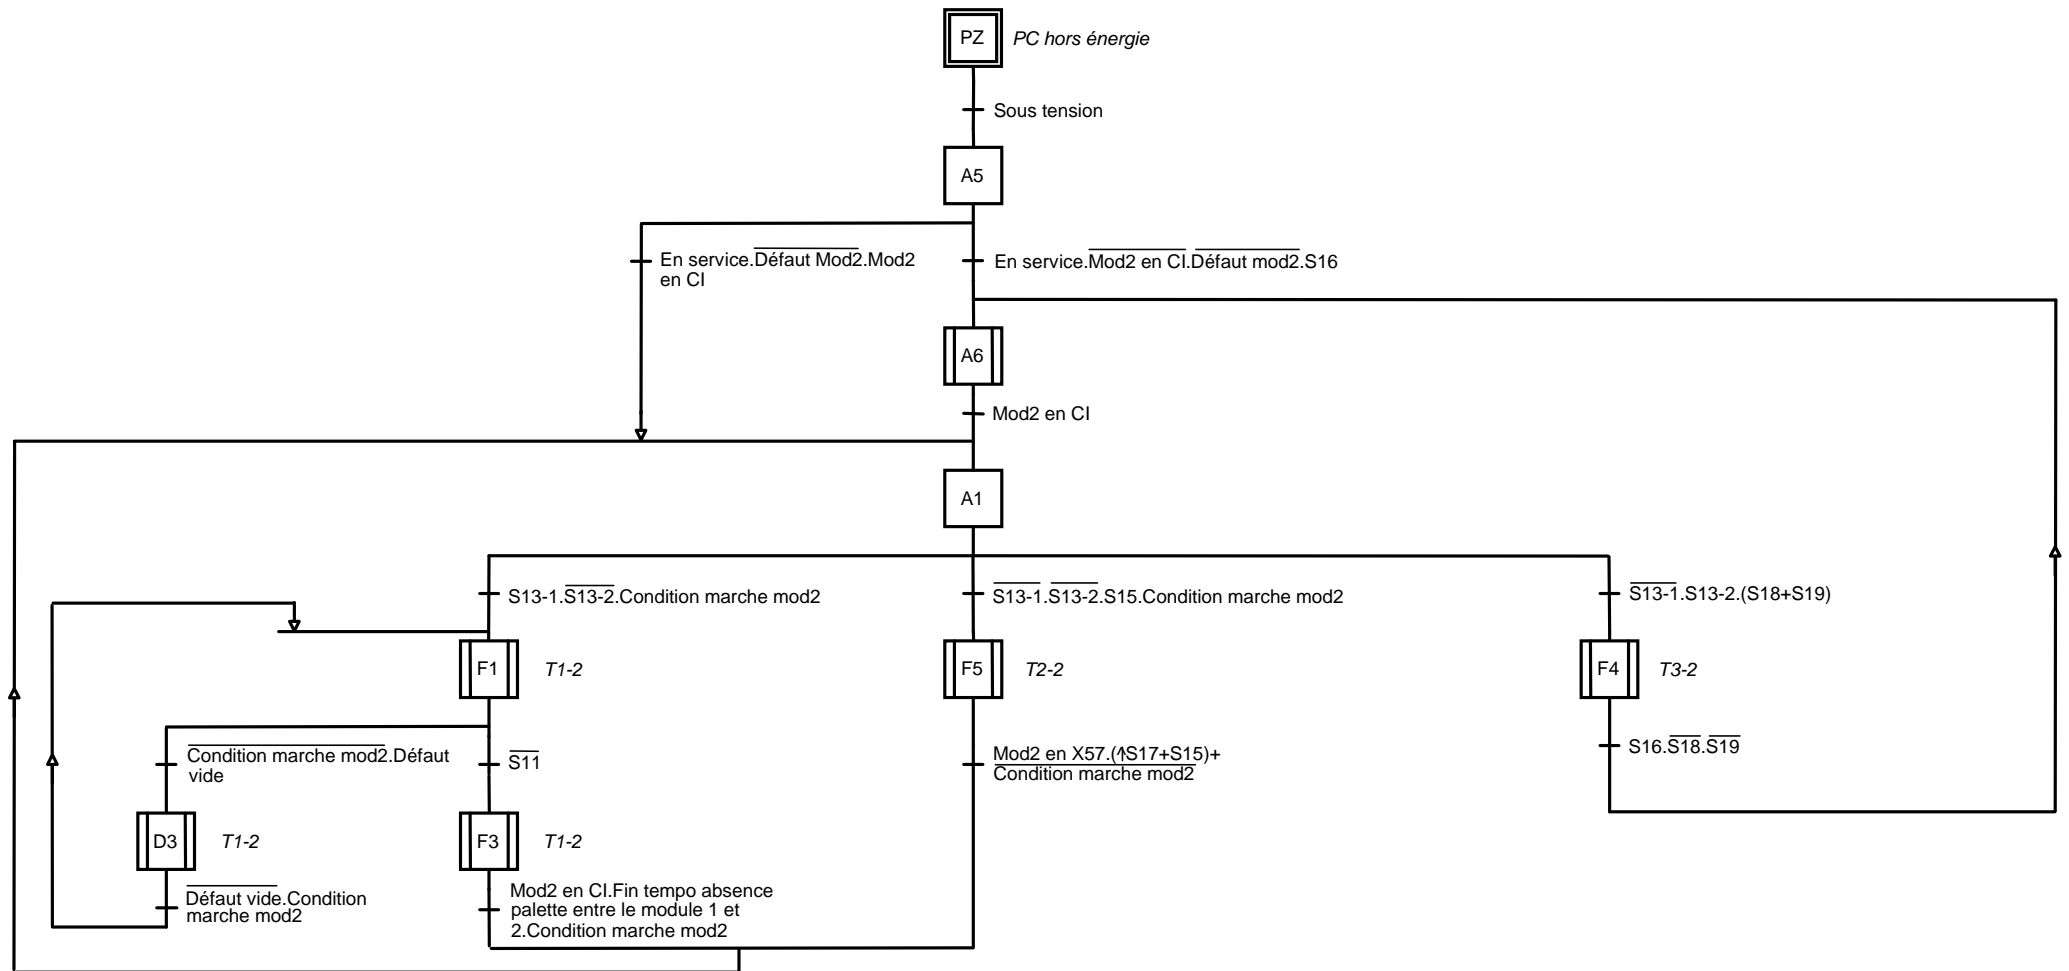 PZ PC hors énergie
Sous tension
A5
En service.Défaut Mod2.Mod2
en CI
En service.Mod2 en CI.Défaut mod2.S16
A6
Mod2 en CI
A1
S13-1.S13-2.Condition marche mod2
S13-1.S13-2.S15.Condition marche mod2
S13-1.S13-2.(S18+S19)
F1 T1-2
F5 T2-2
F4 T3-2
Condition marche mod2.Défaut
vide
S11
Mod2 en X57.(↑S17+S15)+
Condition marche mod2
S16.S18.S19
D3 T1-2
F3 T1-2
Défaut vide.Condition
marche mod2
Mod2 en CI.Fin tempo absence
palette entre le module 1 et
2.Condition marche mod2